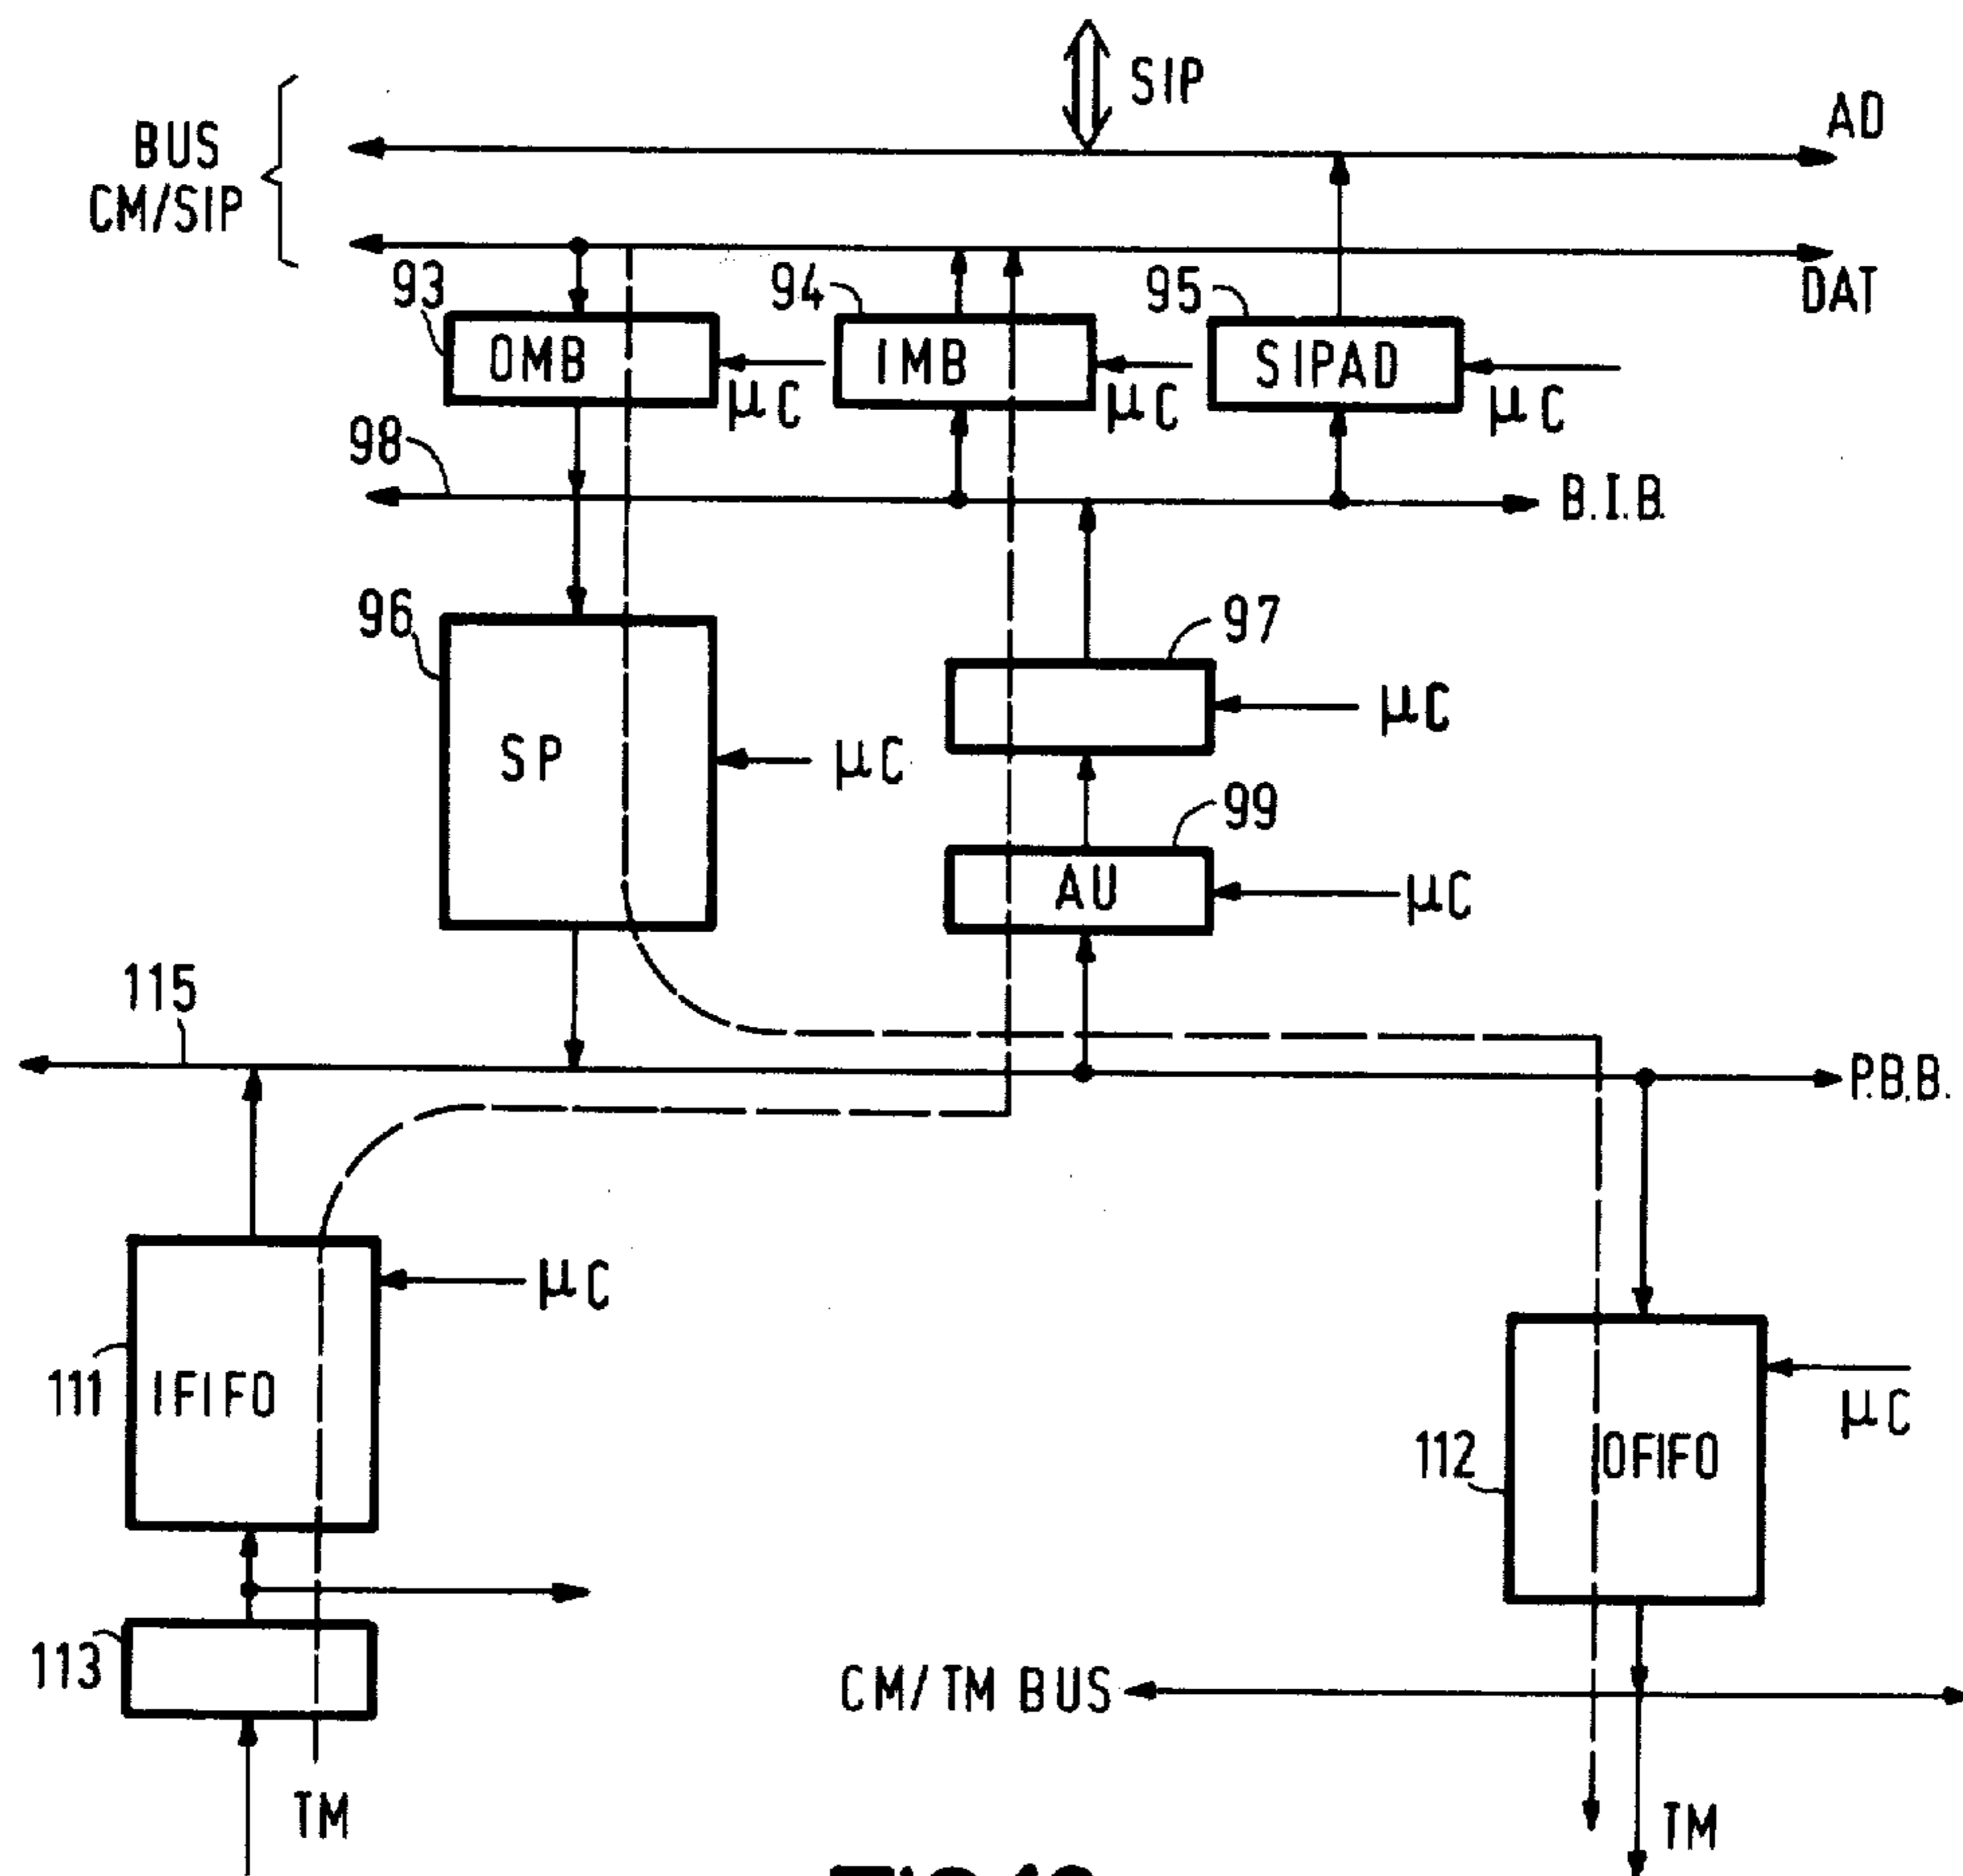 SIP
AD
BUS
CM/SIP
DAT
93
94
95
OMB
IMB
SIPAD
µC
µC
µC
98
B.I.B.
96
97
SP
µC
µC
99
AU
µC
115
P.B.B.
µC
111
IFIFO
µC
112
OFIFO
113
CM/TM BUS
TM
TM